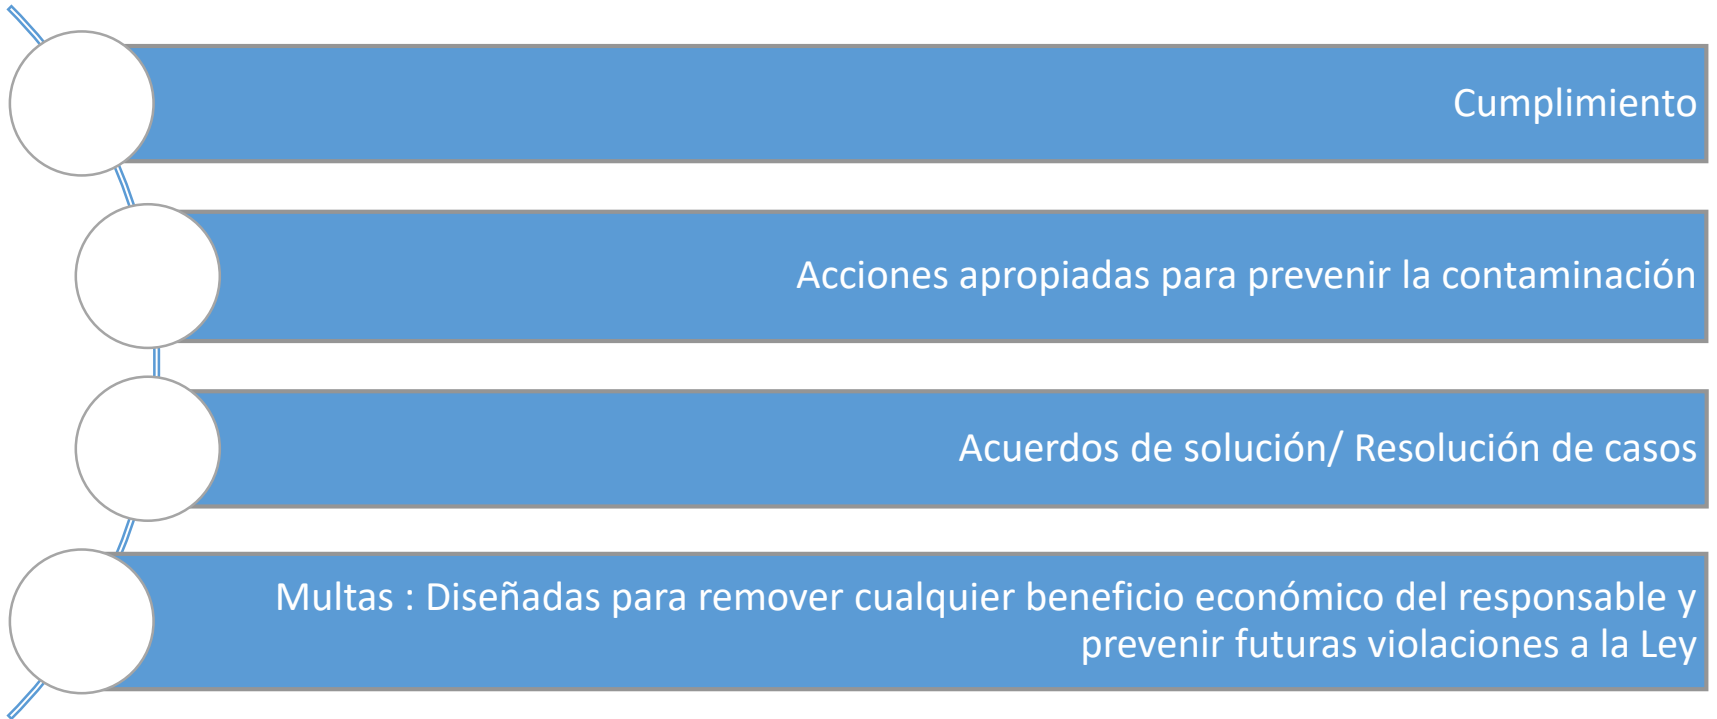 Cumplimiento
Acciones apropiadas para prevenir la contaminación
Acuerdos de solución/ Resolución de casos
Multas : Diseñadas para remover cualquier beneficio económico del responsable y
prevenir futuras violaciones a la Ley